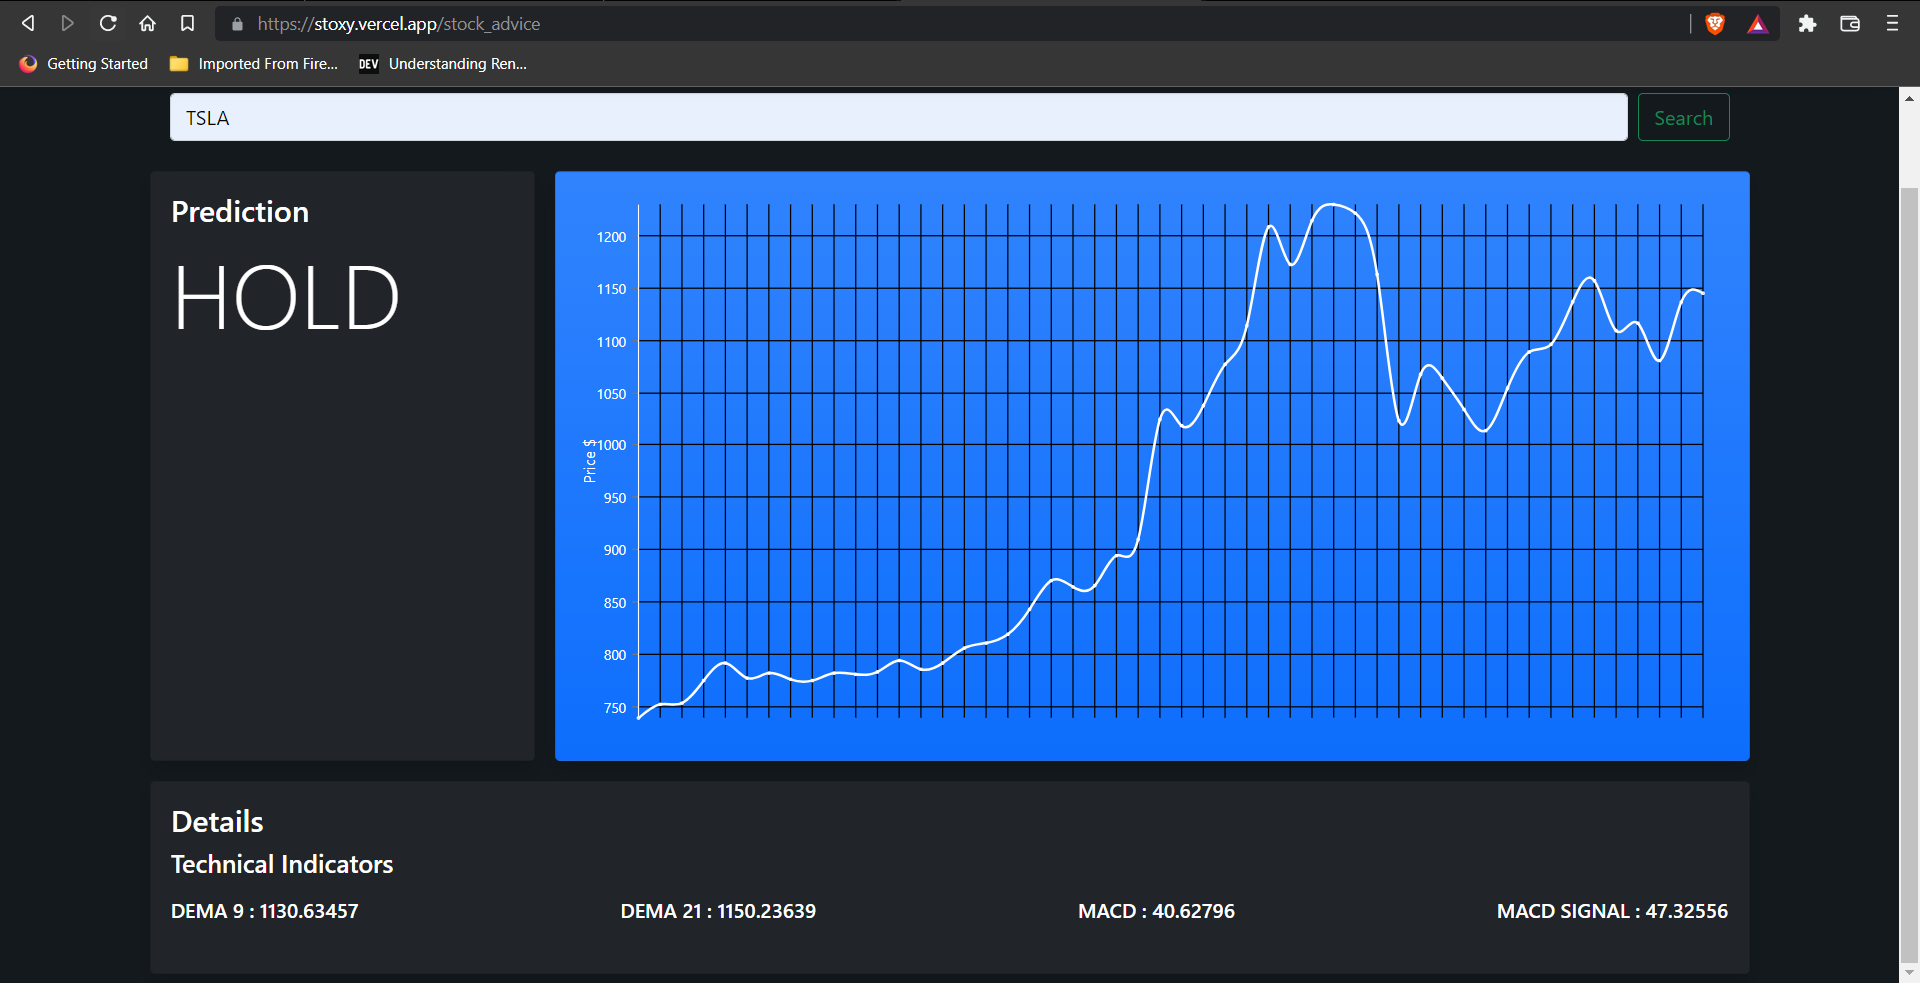 https://stoxy.vercel.app/stock_advice
Getting Started
Imported From Fire...
DEV
Understanding Ren...
TSLA
Search
Prediction
HOLD
1200
1150
1100
1050
1000
950
900
850
800
750
Price $
Details
Technical Indicators
DEMA 9 : 1130.63457 DEMA 21 : 1150.23639 MACD : 40.62796 MACD SIGNAL : 47.32556